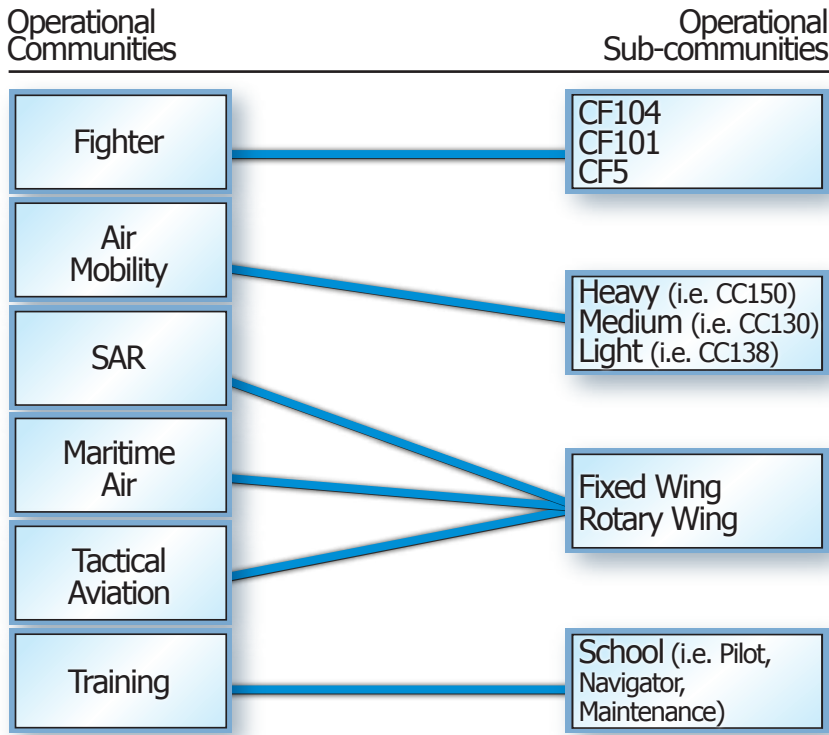 Operational
Communities
Operational
Sub-communities
Fighter
CF104
CF101
CF5
Air
Mobility
Heavy (i.e. CC150)
Medium (i.e. CC130)
Light (i.e. CC138)
SAR
Maritime
Air
Fixed Wing
Rotary Wing
Tactical
Aviation
Training
School (i.e. Pilot,
Navigator,
Maintenance)